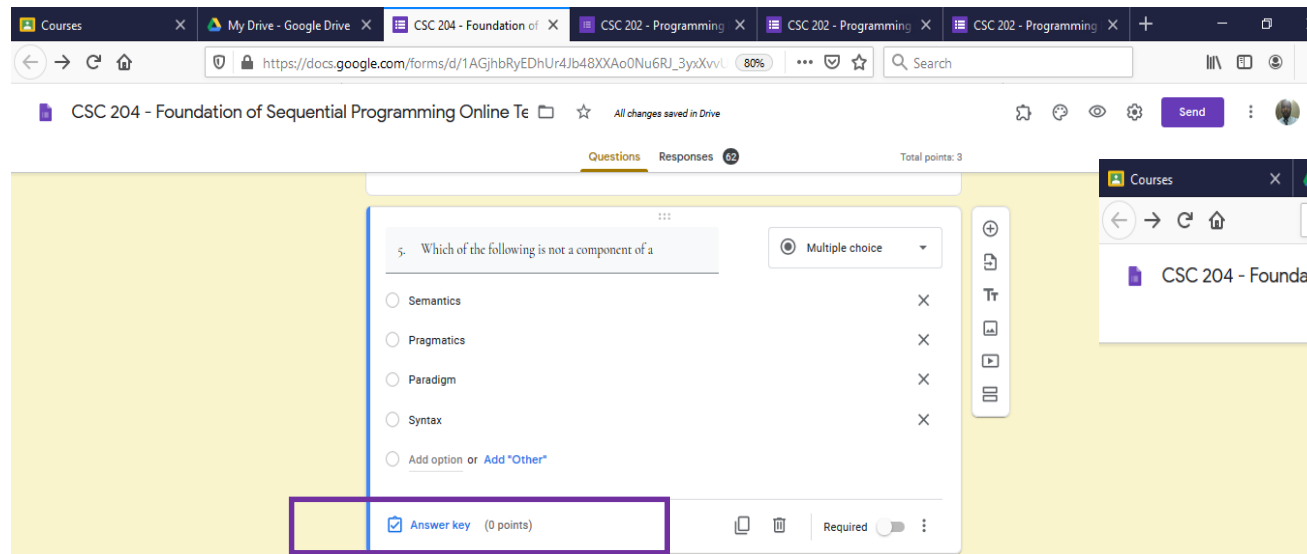 Courses My Drive - Google Drive CSC 204 - Foundation of CSC 202 - Programming CSC 202 - Programming CSC 202 - Programming
https://docs.google.com/forms/d/1AGjhbRyEDhUr4Jb48XXAo0Nu6RJ_3yxXvvU 80% Search
CSC 204 - Foundation of Sequential Programming Online Te All changes saved in Drive Send
Questions Responses 62 Total points: 3
Courses
CSC 204 - Founda
5. Which of the following is not a component of a Multiple choice
Semantics
Tт
Pragmatics
Paradigm
Syntax
Add option or Add "Other"
Answer key (0 points) Required